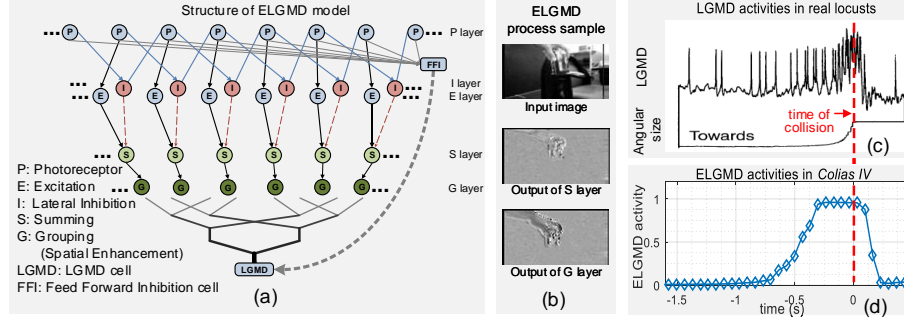 Structure of ELGMD model
P P P P P P P P P layer
FFI
I I I I I I I layer
E E E E E E E E layer
S S S S S S S layer
G G G G G G G layer
P: Photoreceptor
E: Excitation
I: Lateral Inhibition
S: Summing
G: Grouping
(Spatial Enhancement)
LGMD: LGMD cell
FFI: Feed Forward Inhibition cell
LGMD
(a)
ELGMD
process sample
Input image
Output of S layer
Output of G layer
(b)
LGMD activities in real locusts
LGMD
Angular
size
Towards
time of
collision
(c)
ELGMD activities in Colias IV
ELGMD activity
1
0.5
0
-1.5 -1 -0.5 0
time (s)
(d)